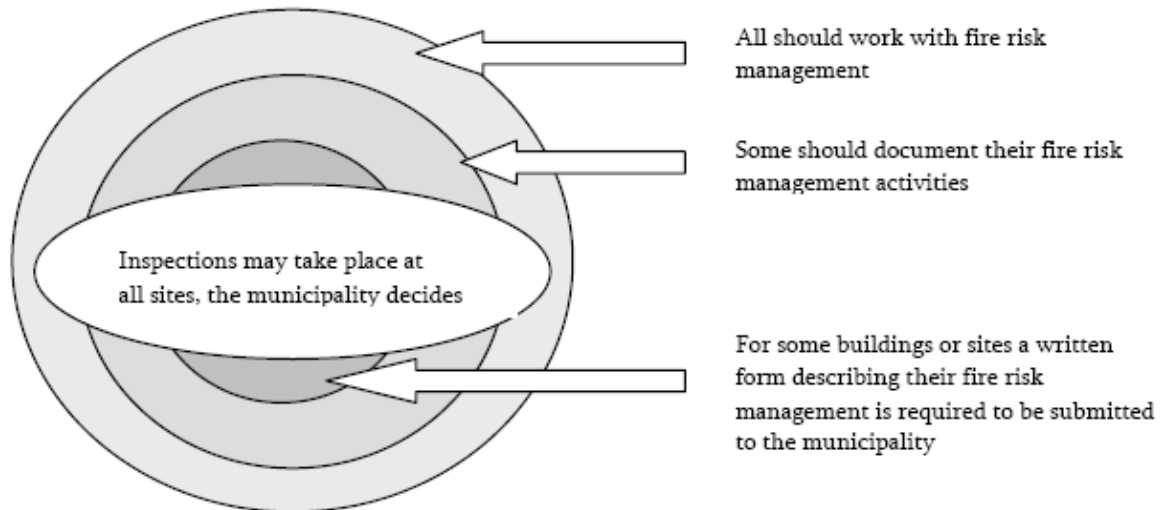 All should work with fire risk
management
Some should document their fire risk
management activities
Inspections may take place at
all sites, the municipality decides
For some buildings or sites a written
form describing their fire risk
management is required to be submitted
to the municipality